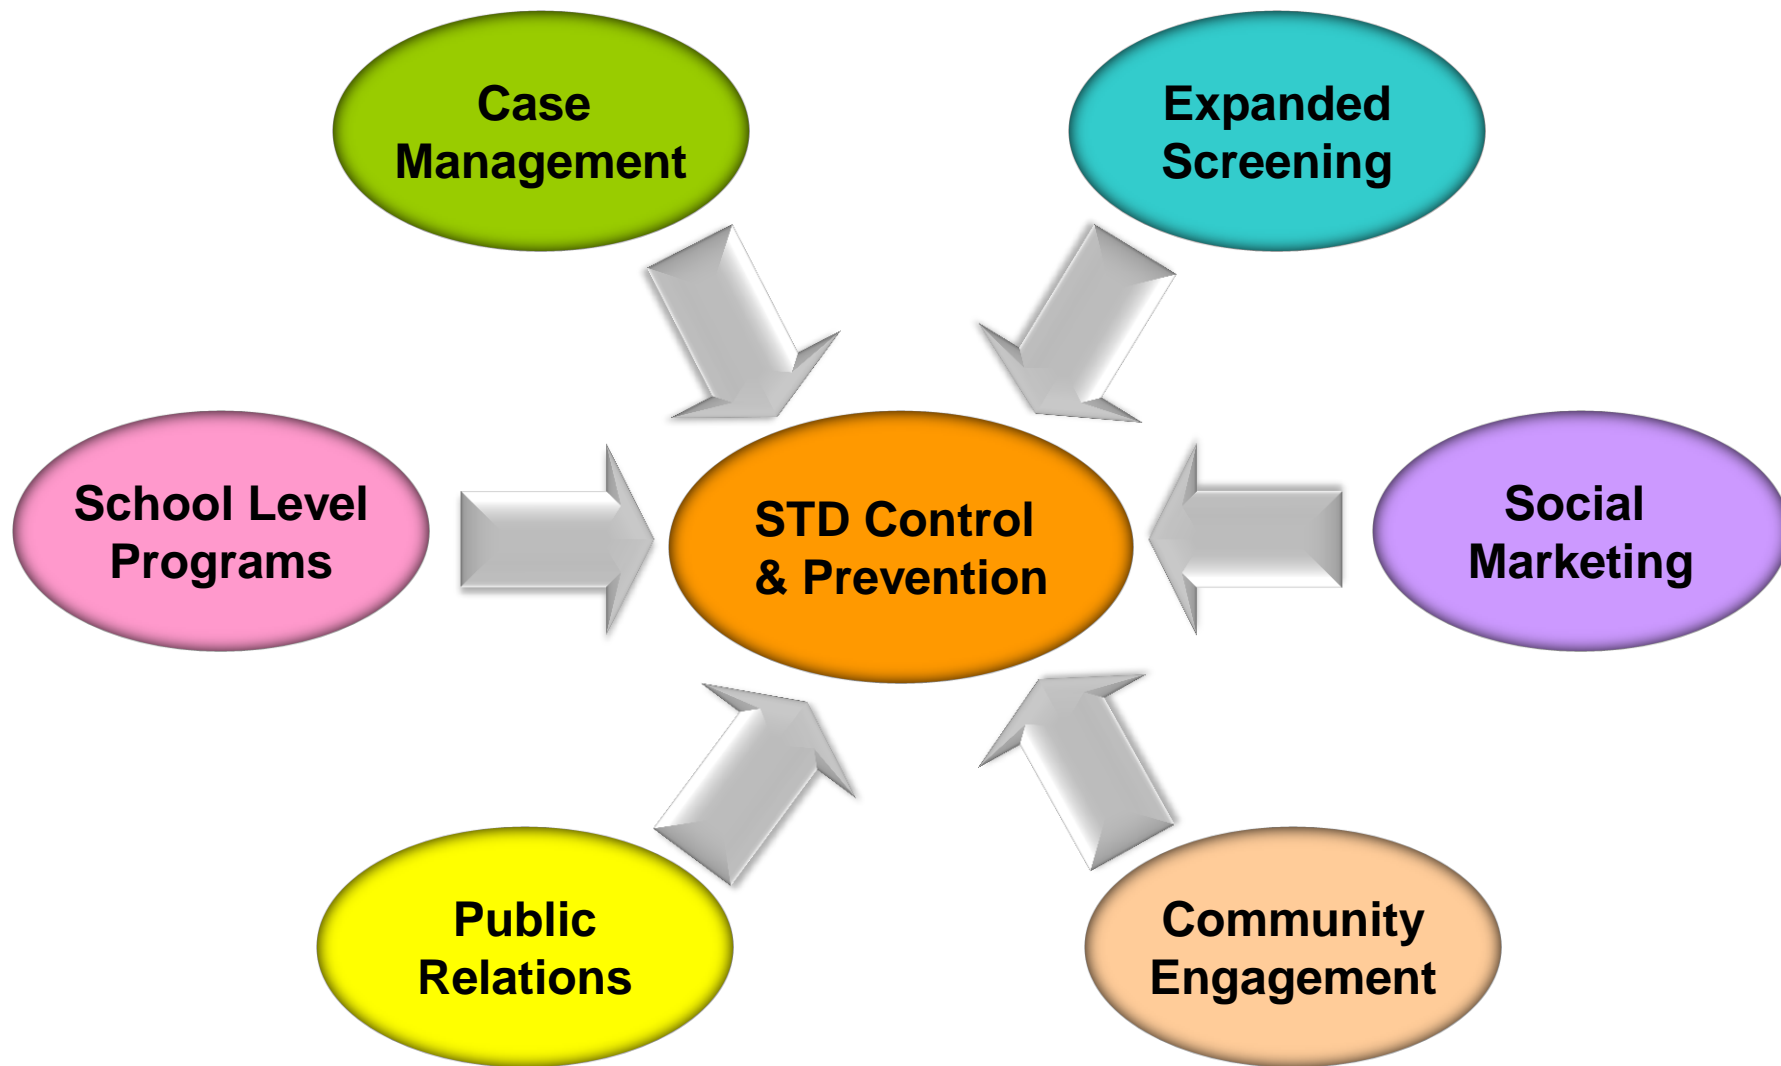 Case
Management
Expanded
Screening
School Level
Programs
STD Control
& Prevention
Social
Marketing
Public
Relations
Community
Engagement